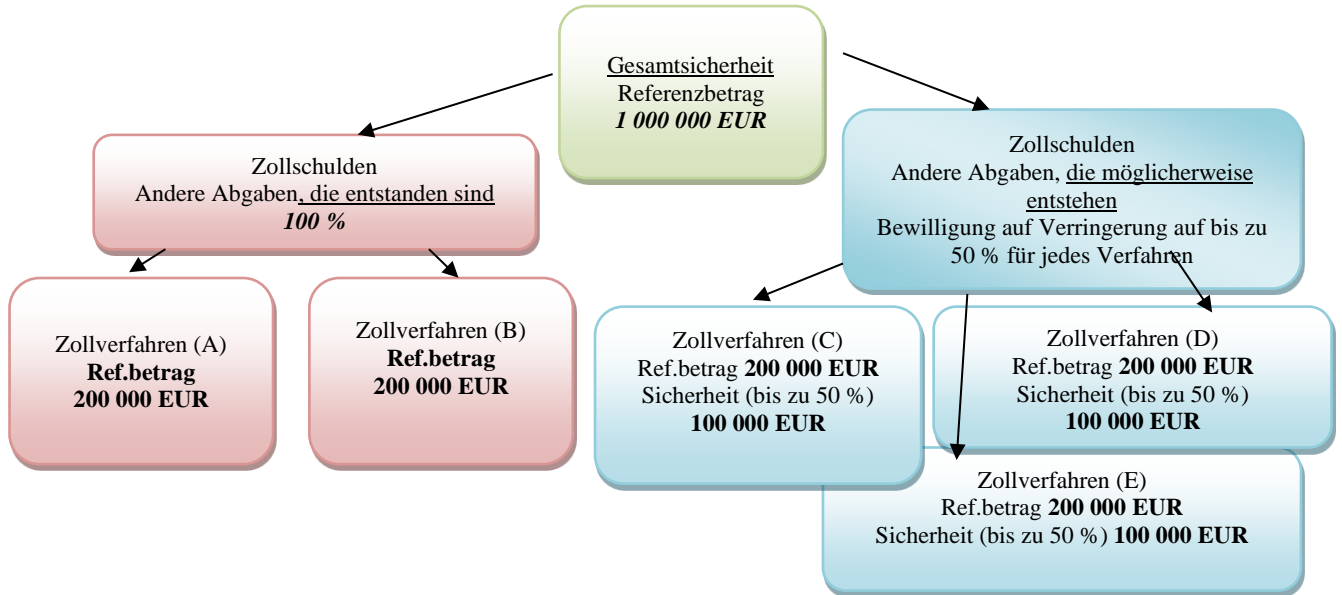 Gesamtsicherheit
Referenzbetrag
1 000 000 EUR
Zollschulden
Andere Abgaben, die entstanden sind
100 %
Zollschulden
Andere Abgaben, die möglicherweise
entstehen
Bewilligung auf Verringerung auf bis zu
50 % für jedes Verfahren
Zollverfahren (A)
Ref.betrag
200 000 EUR
Zollverfahren (B)
Ref.betrag
200 000 EUR
Zollverfahren (C)
Ref.betrag 200 000 EUR
Sicherheit (bis zu 50 %)
100 000 EUR
Zollverfahren (D)
Ref.betrag 200 000 EUR
Sicherheit (bis zu 50 %)
100 000 EUR
Zollverfahren (E)
Ref.betrag 200 000 EUR
Sicherheit (bis zu 50 %) 100 000 EUR